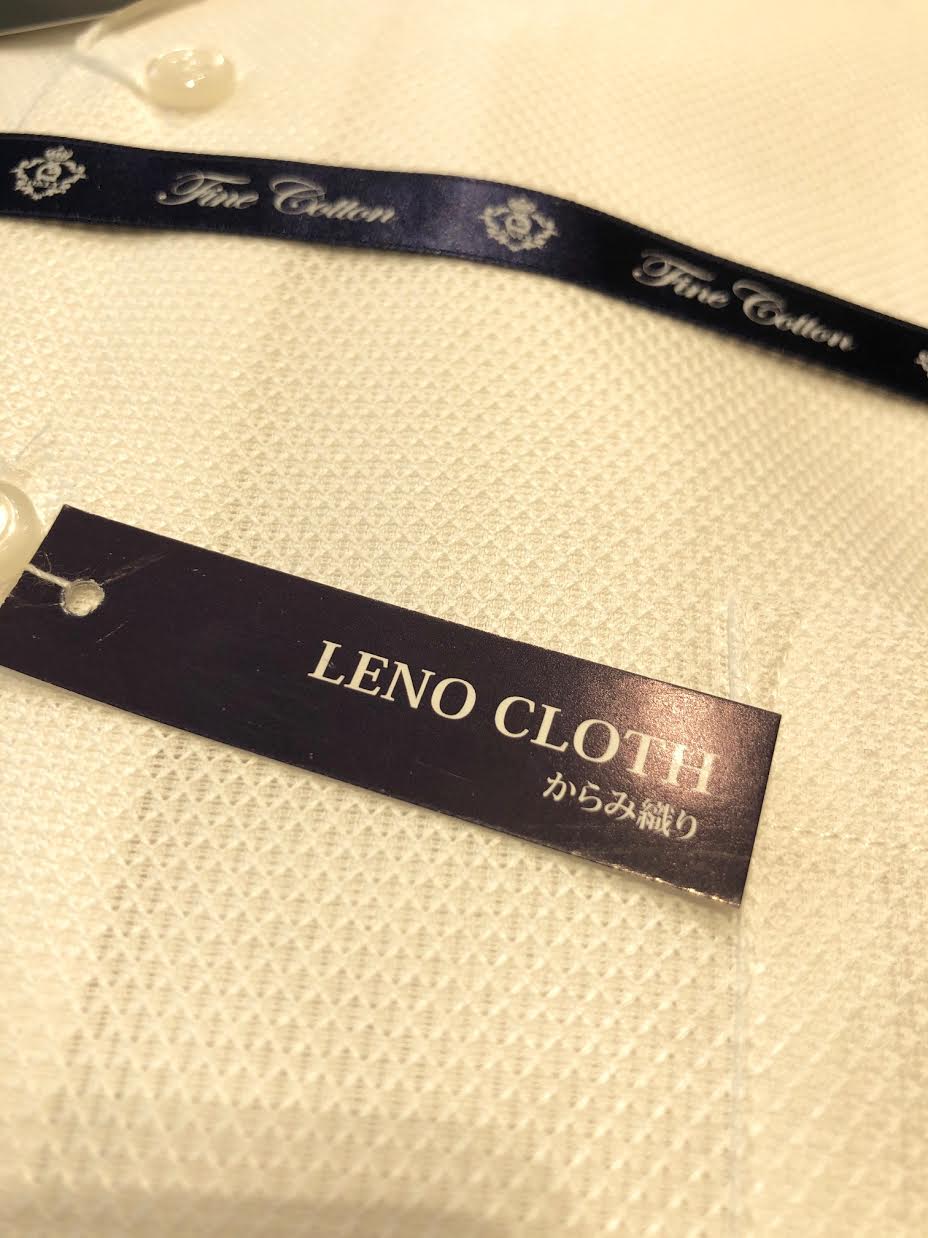 Fine Cotton
Fine Cotton
LENO CLOTH
からみ織り